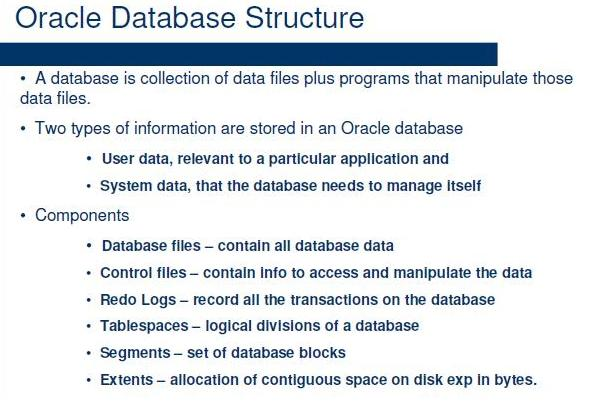 Oracle Database Structure
• A database is collection of data files plus programs that manipulate those
data files.
• Two types of information are stored in an Oracle database
• User data, relevant to a particular application and
• System data, that the database needs to manage itself
• Components
• Database files – contain all database data
• Control files – contain info to access and manipulate the data
• Redo Logs – record all the transactions on the database
• Tablespaces – logical divisions of a database
• Segments – set of database blocks
• Extents – allocation of contiguous space on disk exp in bytes.